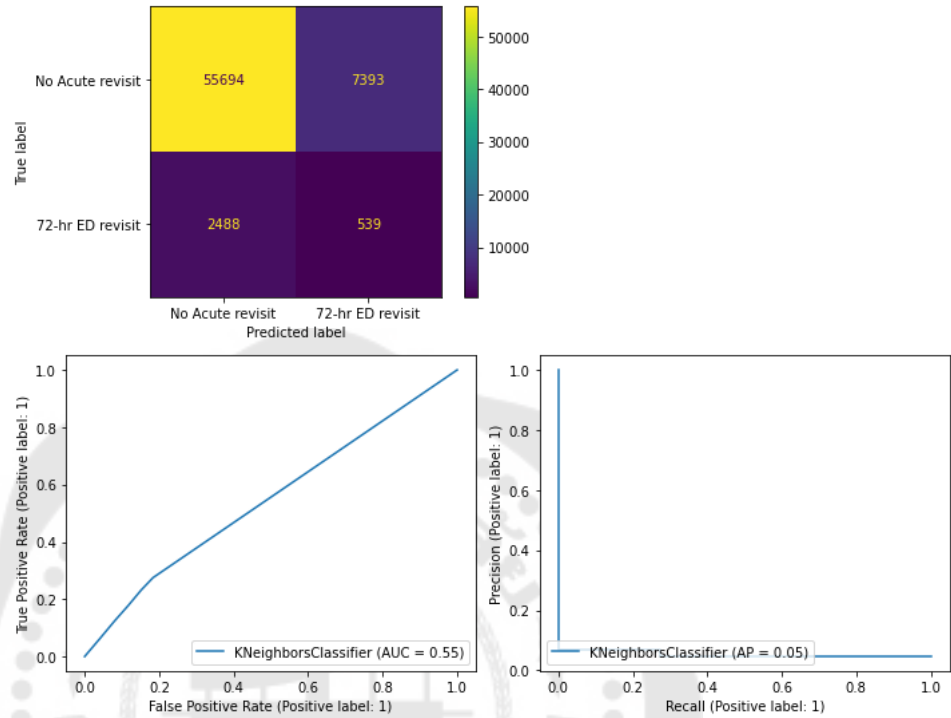 50000
No Acute revisit
55694 7393
40000
True label
30000
20000
72-hr ED revisit
2488 539
10000
No Acute revisit 72-hr ED revisit
Predicted label
True Positive Rate (Positive label: 1)
1.0
0.8
0.6
0.4
0.2
0.0
KNeighborsClassifier (AUC = 0.55)
0.0 0.2 0.4 0.6 0.8 1.0
False Positive Rate (Positive label: 1)
Precision (Positive label: 1)
1.0
0.8
0.6
0.4
0.2
0.0
KNeighborsClassifier (AP = 0.05)
0.0 0.2 0.4 0.6 0.8 1.0
Recall (Positive label: 1)